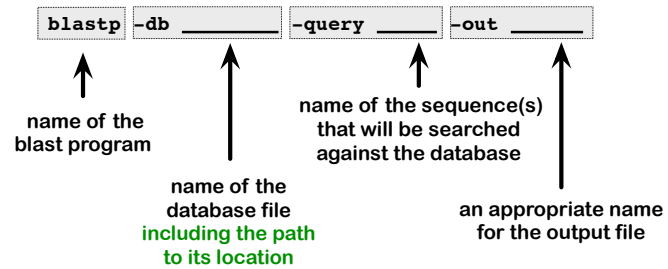 blastp -db ________ -query _____ -out ______
name of the
blast program
name of the
database file
including the path
to its location
name of the sequence(s)
that will be searched
against the database
an appropriate name
for the output file